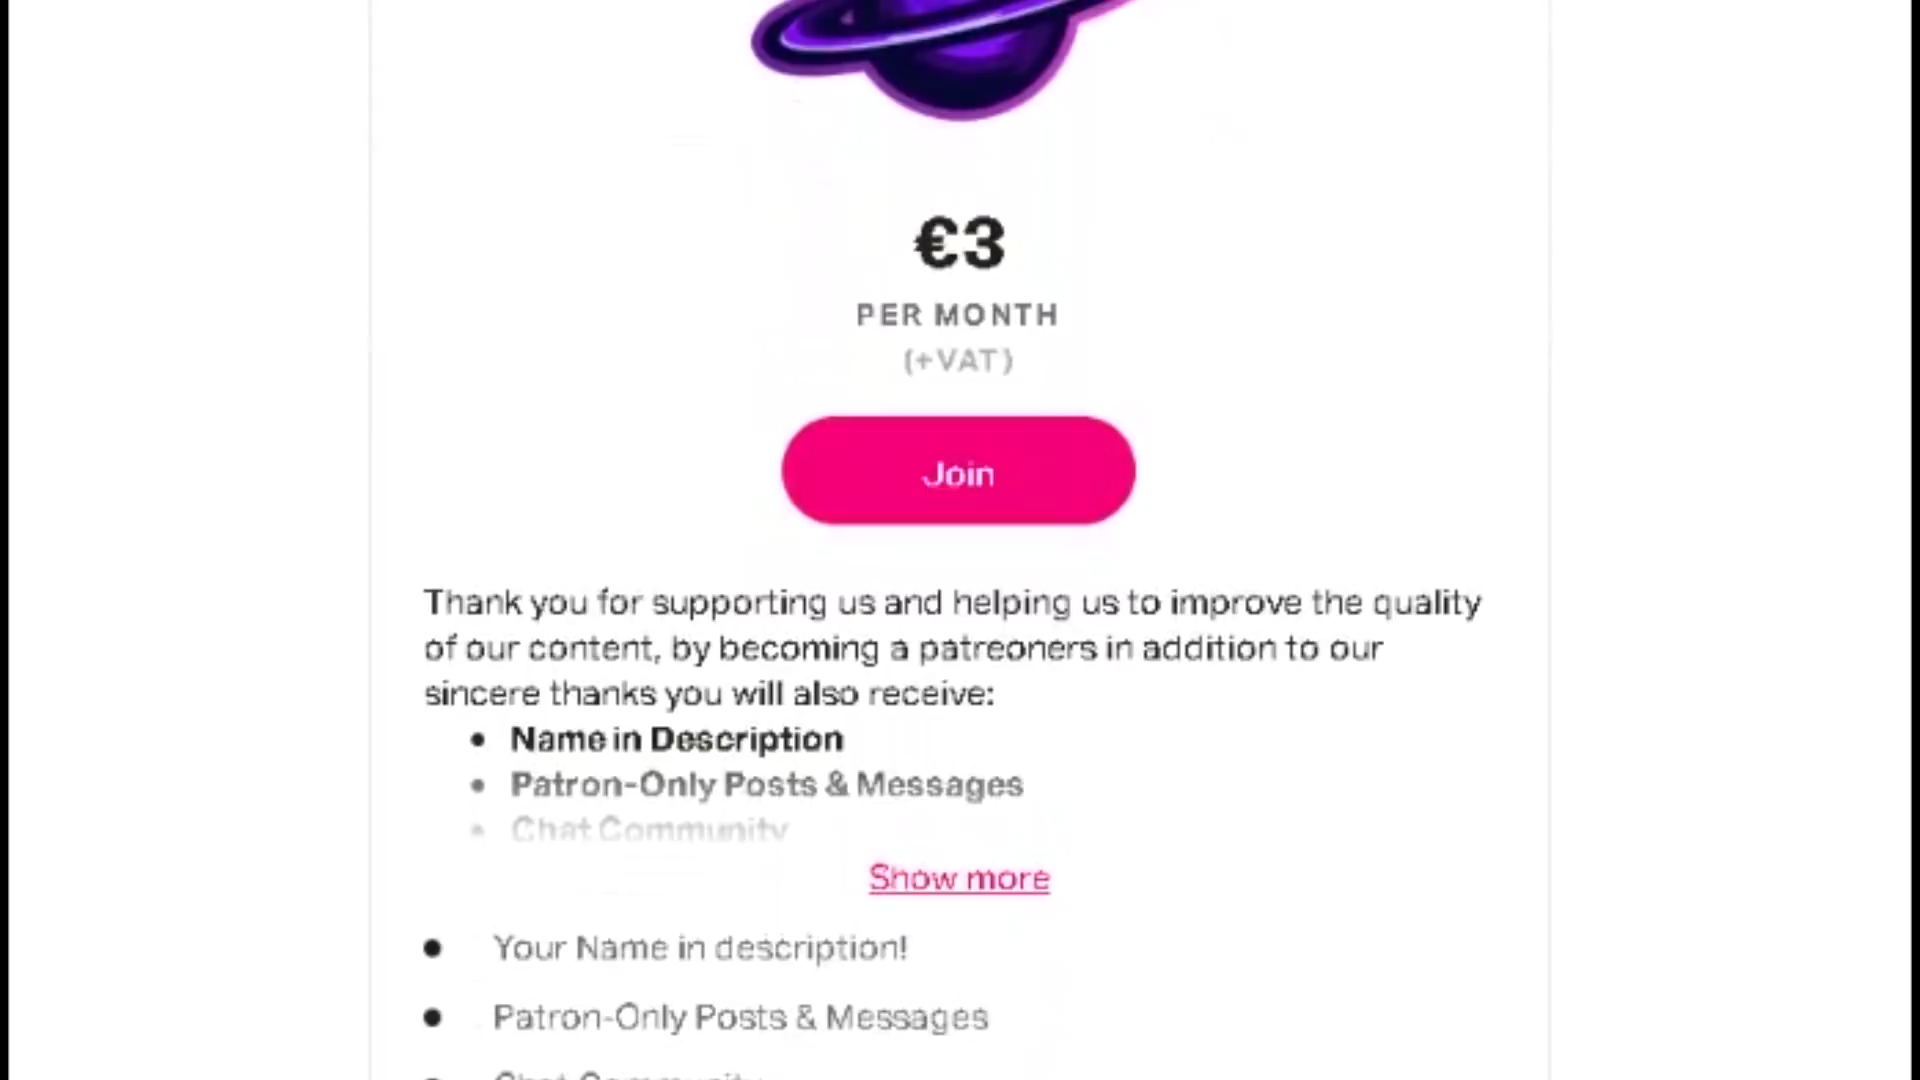 €3
PER MONTH
(+VAT)
Join
Thank you for supporting us and helping us to improve the quality
of our content, by becoming a patreoners in addition to our
sincere thanks you will also receive:
• Name in Description
• Patron-Only Posts & Messages
• Chat Community
Show more
• Your Name in description!
• Patron-Only Posts & Messages
Chat Community